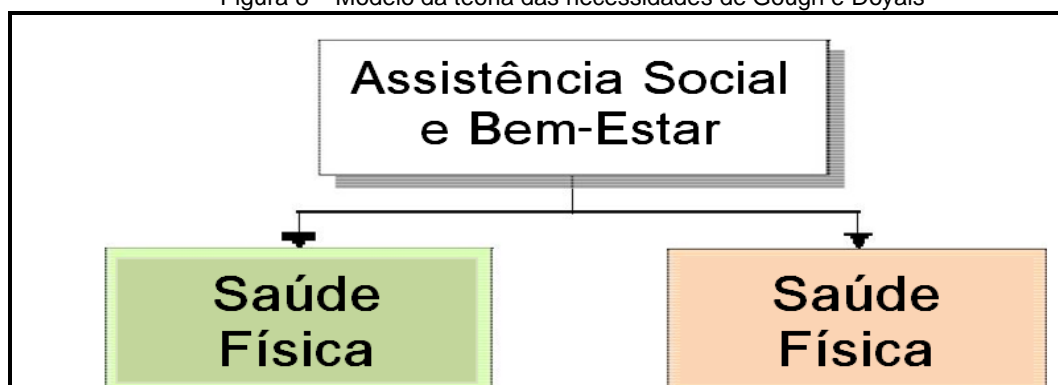 Modelo da teoria das necessidades de Gough e Doyals
Assistência Social
e Bem-Estar
Saúde
Física
Saúde
Física